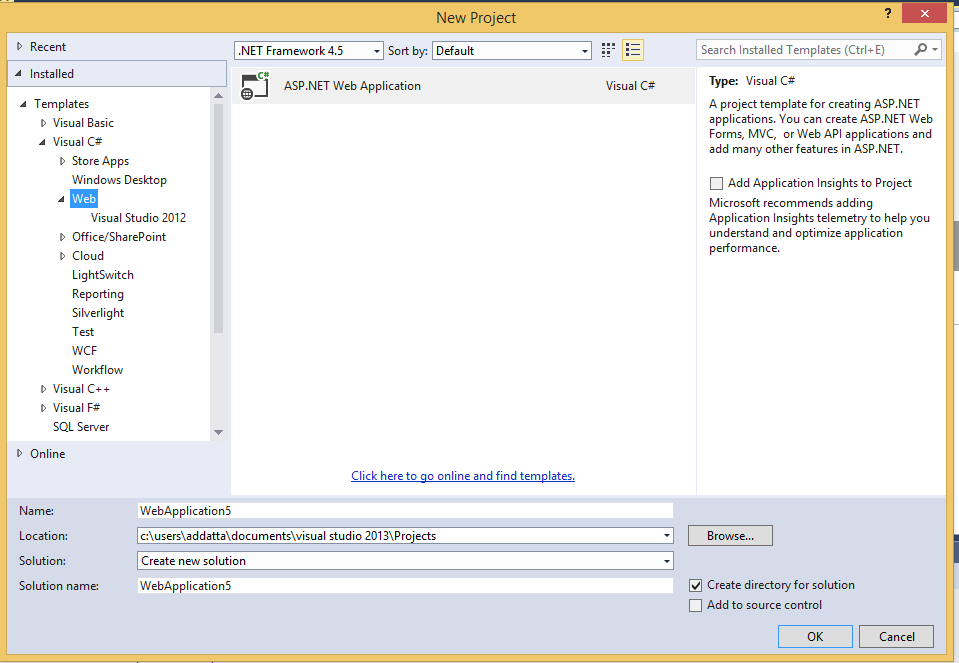 New Project
?
Recent
.NET Framework 4.5
Sort by:
Default
Search Installed Templates (Ctrl+E)
Installed
Templates
Visual Basic
Visual C#
Store Apps
Windows Desktop
Web
Visual Studio 2012
Office/SharePoint
Cloud
LightSwitch
Reporting
Silverlight
Test
WCF
Workflow
Visual C++
Visual F#
SQL Server
Online
C#
ASP.NET Web Application
Visual C#
Click here to go online and find templates.
Type: Visual C#
A project template for creating ASP.NET
applications. You can create ASP.NET Web
Forms, MVC, or Web API applications and
add many other features in ASP.NET.
Add Application Insights to Project
Microsoft recommends adding
Application Insights telemetry to help you
understand and optimize application
performance.
Name:
WebApplication5
Location:
c:\users\addatta\documents\visual studio 2013\Projects
Browse...
Solution:
Create new solution
Solution name:
WebApplication5
Create directory for solution
Add to source control
OK
Cancel